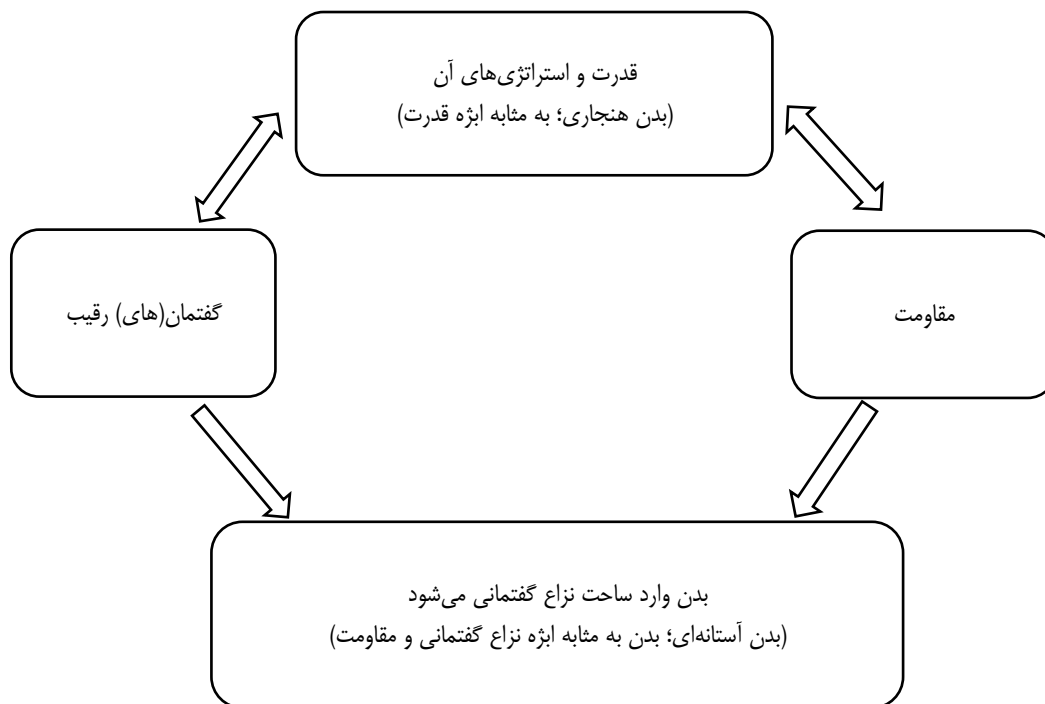 قدرت و استراتژی‌های آن
(بدن هنجاری؛ به مثابه ابژه قدرت)
مقاومت
گفتمان(های) رقیب
بدن وارد ساحت نزاع گفتمانی می‌شود
(بدن آستانه‌ای؛ بدن به مثابه ابژه نزاع گفتمانی و مقاومت)